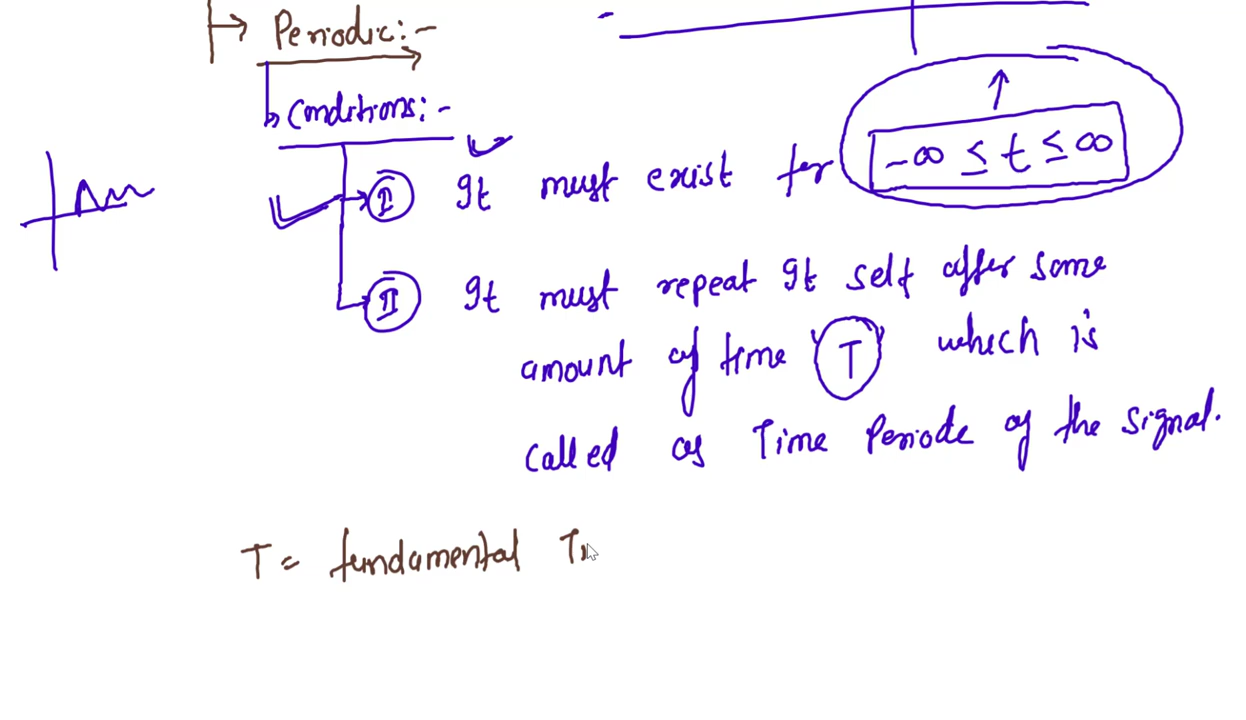 Periodic:-
Conditions:-
I It must exist for -∞ ≤ t ≤ ∞
II It must repeat It self after some
amount of time T which is
called as Time Periode of the signal.
T = fundamental Ti